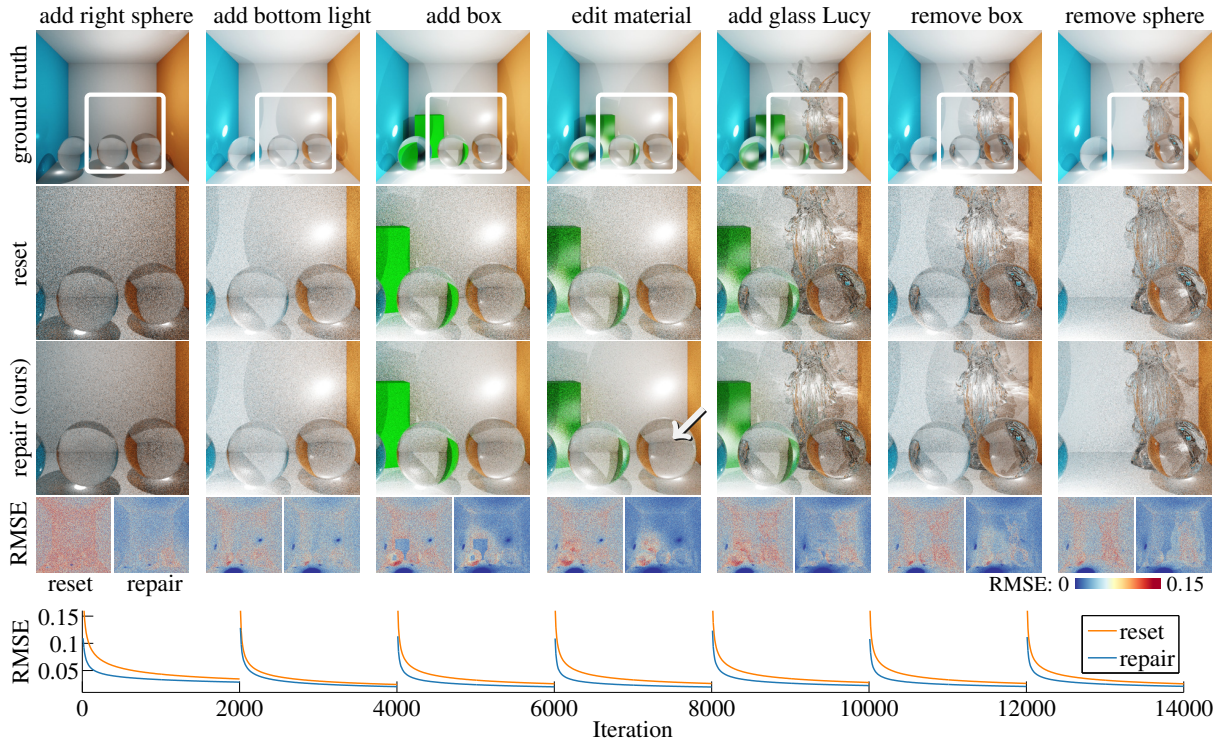 add right sphere add bottom light add box edit material add glass Lucy remove box remove sphere
ground truth
reset
repair (ours)
RMSE
reset repair
RMSE: 0 0.15
RMSE
0.15
0.1
0.05
reset
repair
0 2000 4000 6000 8000 10000 12000 14000
Iteration